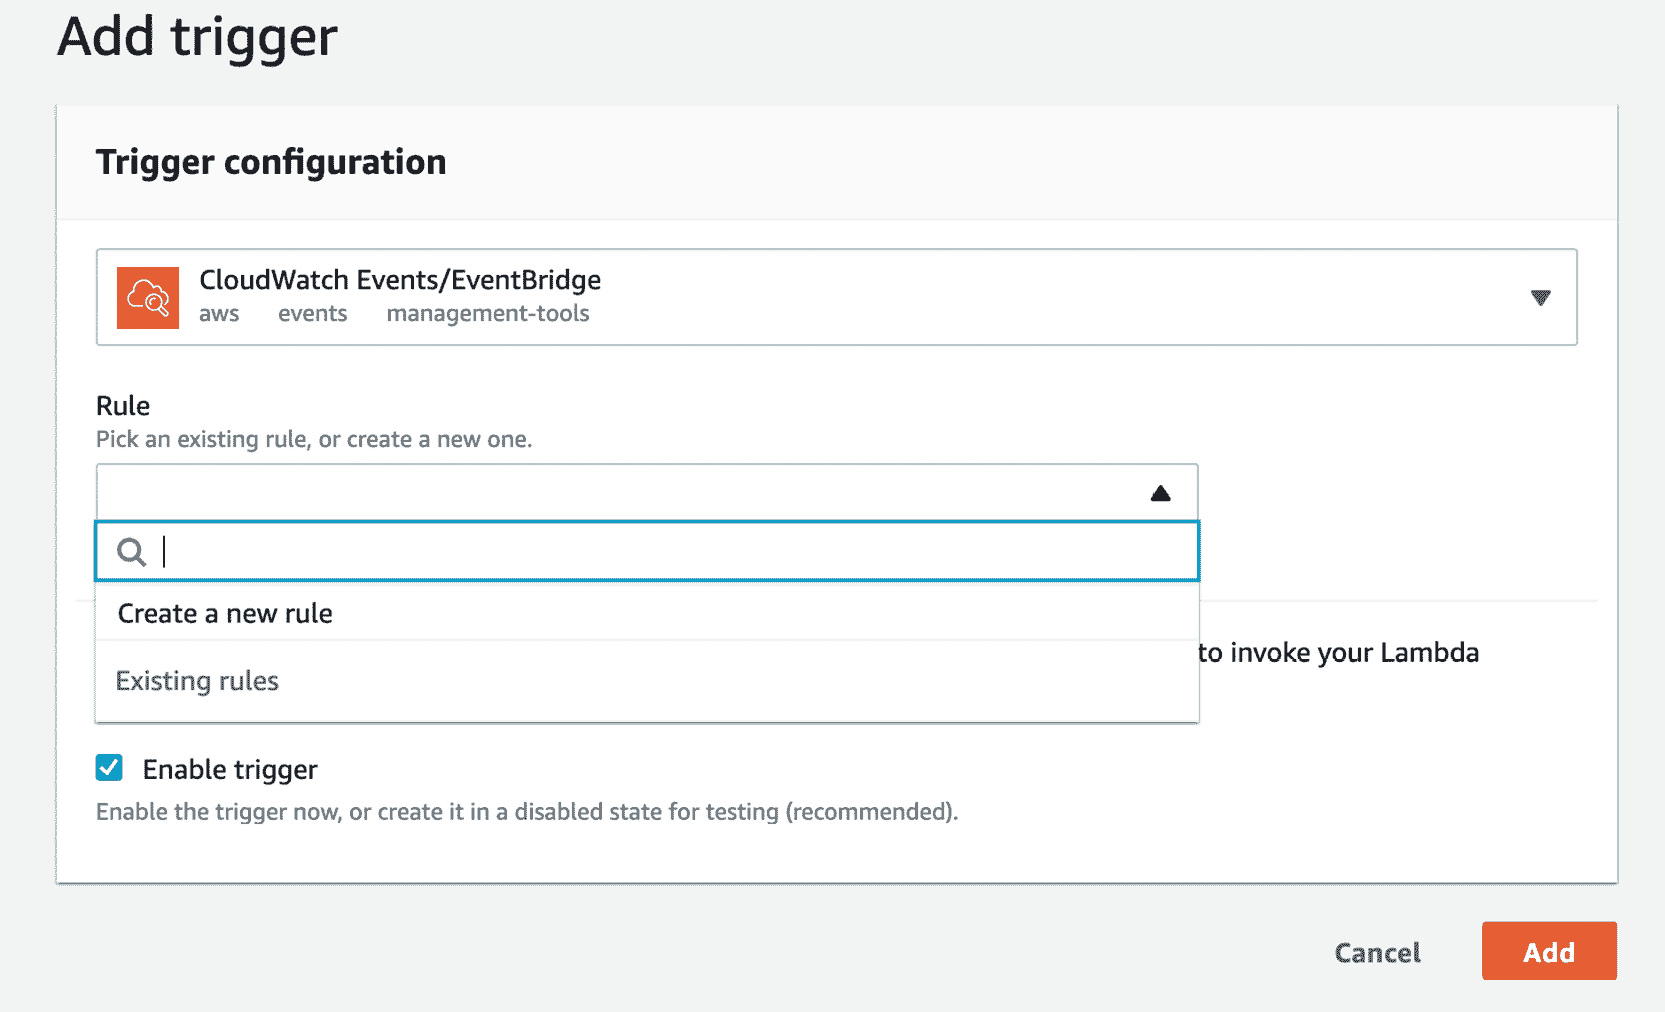 Add trigger
Trigger configuration
CloudWatch Events/EventBridge
aws events management-tools
Rule
Pick an existing rule, or create a new one.
Create a new rule
to invoke your Lambda
Existing rules
Enable trigger
Enable the trigger now, or create it in a disabled state for testing (recommended).
Cancel Add